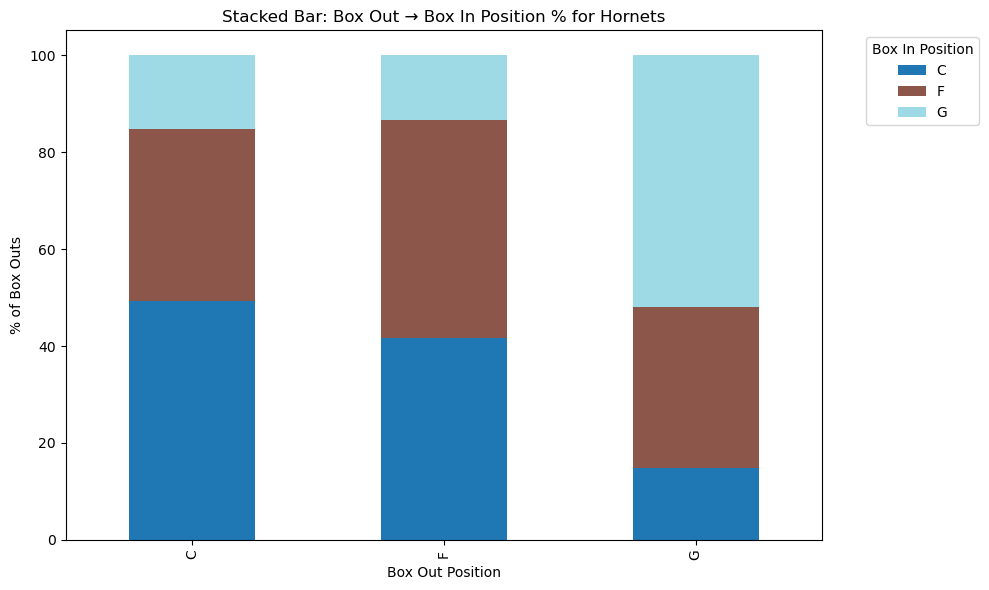 Stacked Bar: Box Out → Box In Position % for Hornets
Box In Position
C
F
G
% of Box Outs
100
80
60
40
20
0
C
F
G
Box Out Position